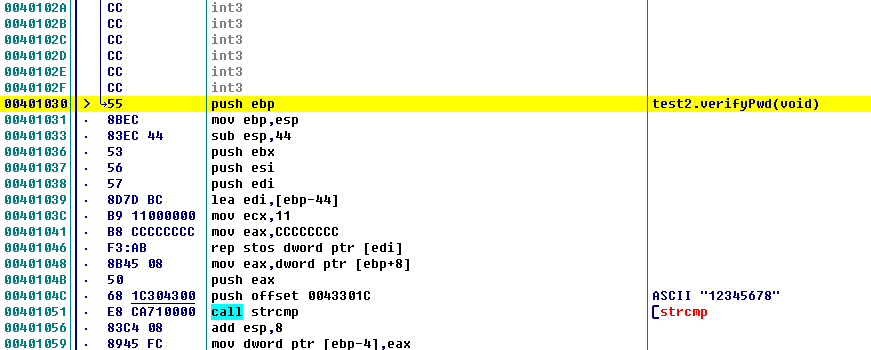 0040102A CC int3
0040102B CC int3
0040102C CC int3
0040102D CC int3
0040102E CC int3
0040102F CC int3
00401030 > 55 push ebp test2.verifyPwd(void)
00401031 . 8BEC mov ebp,esp
00401033 . 83EC 44 sub esp,44
00401036 . 53 push ebx
00401037 . 56 push esi
00401038 . 57 push edi
00401039 . 8D7D BC lea edi,[ebp-44]
0040103C . B9 11000000 mov ecx,11
00401041 . B8 CCCCCCCC mov eax,CCCCCCCC
00401046 . F3:AB rep stos dword ptr [edi]
00401048 . 8B45 08 mov eax,dword ptr [ebp+8]
0040104B . 50 push eax
0040104C . 68 1C304300 push offset 0043301C ASCII "12345678"
00401051 . E8 CA710000 call strcmp [strcmp
00401056 . 83C4 08 add esp,8
00401059 . 8945 FC mov dword ptr [ebp-4],eax